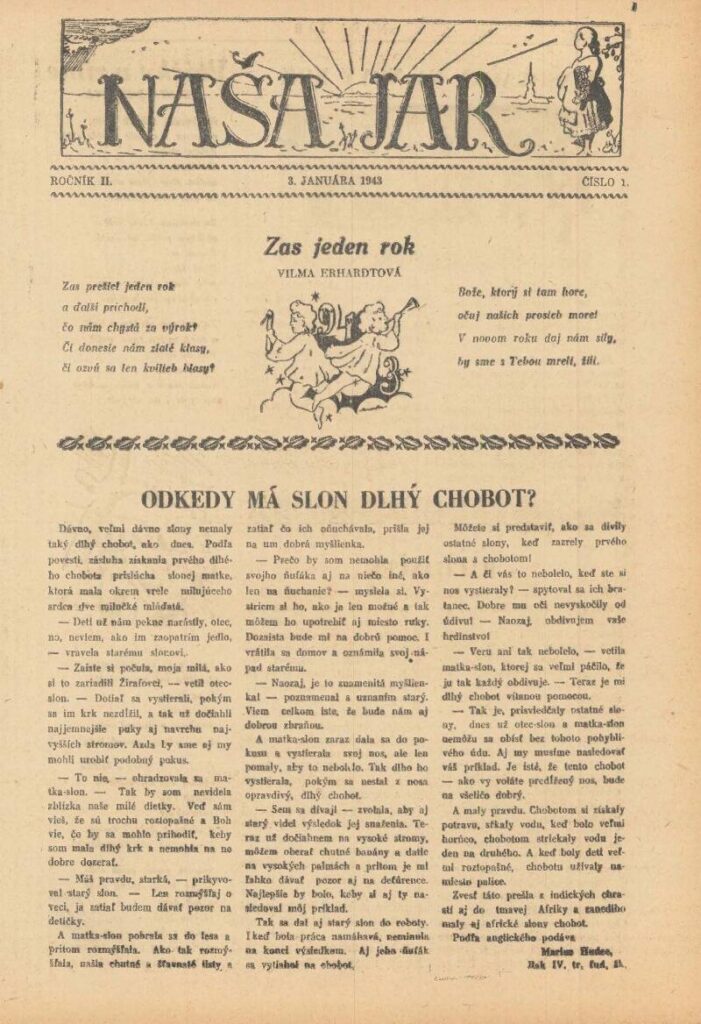 NAŠA JAR
ROČNÍK II.
3. JANUÁRA 1943
ČÍSLO 1.
Zas jeden rok
VILMA ERHARDTOVÁ
Zas prešiel jeden rok
a ďalší prichodí,
čo nám chystá za výrok?
Či donesie nám zlaté klasy,
či ozvú sa len kvílieb hlasy?
Bože, ktorý si tam hore,
očuj našich prosieb more!
V novom roku daj nám sily,
by sme s Tebou mreli, žili.
1943
ODKEDY MÁ SLON DLHÝ CHOBOT?
Dávno, veľmi dávno slony nemaly
taký dlhý chobot, ako dnes. Podľa
povesti, zásluha získania prvého dlhé-
ho chobota prislúcha slonej matke,
ktorá mala okrem vrele milujúceho
srdca dve miločké mláďatá.
— Deti už nám pekne narástly, otec,
no, neviem, ako im zaopatrím jedlo,
— vravela starému slonovi.
— Zaiste si počula, moja milá, ako
si to zariadili Žirafovci, — vetil otec-
slon. — Dotiaľ sa vystierali, pokým
sa im krk nezdĺžil, a tak už dočiahli
najjemnejšie puky aj navrchu naj-
vyšších stromov. Azda by sme aj my
mohli urobiť podobný pokus.
— To nie, — ohradzovala sa ma-
tka-slon. — Tak by som nevidela
zblízka naše milé dietky. Veď sám
vieš, že sú trochu roztopašné a Boh
vie, čo by sa mohlo prihodiť, keby
som mala dlhý krk a nemohla na ne
dobre dozerať.
— Máš pravdu, starká, — prikyvo-
val starý slon. — Len rozmýšľaj o
veci, ja zatiaľ budem dávať pozor na
detičky.
A matka-slon pobrala sa do lesa a
pritom rozmýšľala. Ako tak rozmý-
šľala, našla chutné a šťavnaté listy a
zatiaľ čo ich oňuchávala, prišla jej
na um dobrá myšlienka.
— Prečo by som nemohla použiť
svojho ňufáka aj na niečo iné, ako
len na ňuchanie? — myslela si. Vy-
striem si ho, ako je len možné a tak
môžem ho upotrebiť aj miesto ruky.
Dozaista bude mi na dobrú pomoc. I
vrátila sa domov a oznámila svoj ná-
pad starému.
— Naozaj, je to znamenitá myšlien-
ka! — poznamenal s uznaním starý.
Viem celkom iste, že bude nám aj
dobrou zbraňou.
A matka-slon zaraz dala sa do po-
kusu a vystierala svoj nos, ale len
pomaly, aby to nebolelo. Tak dlho ho
vystierala, pokým sa nestal z nosa
opravdivý, dlhý chobot.
— Sem sa dívaj — zvolala, aby aj
starý videl výsledok jej snaženia. Te-
raz už dočiahnem na vysoké stromy,
môžem oberať chutné banány a datle
na vysokých palmách a pritom je mi
ľahko dávať pozor aj na deťúrence.
Najlepšie by bolo, keby si aj ty na-
sledoval môj príklad.
Tak sa dal aj starý slon do roboty.
I keď bola práca namáhavá, neminula
na konci výsledkom. Aj jeho ňufák
sa vytiahol na chobot.
Môžete si predstaviť, ako sa divily
ostatné slony, keď zazrely prvého
slona s chobotom!
— A či vás to nebolelo, keď ste si
nos vystieraly? — spytoval sa ich bra-
tanec. Dobre mu oči nevyskočily od
údivu! — Naozaj, obdivujem vaše
hrdinstvo!
— Veru ani tak nebolelo, — vetila
matka-slon, ktorej sa veľmi páčilo, že
ju tak každý obdivuje. — Teraz je mi
dlhý chobot vítanou pomocou.
— Tak je, prisviedčaly ostatné slo-
ny, dnes už otec-slon a matka-slon
nemôžu sa obísť bez tohoto pohybli-
vého údu. Aj my musíme nasledovať
váš príklad. Je isté, že tento chobot
— ako vy voláte predĺžený nos, bude
na všeličo dobrý.
A maly pravdu. Chobotom si získaly
potravu, sŕkaly vodu, keď bolo veľmi
horúco, chobotom striekaly vodu je-
den na druhého. A keď boly deti veľ-
mi roztopašné, chobotu užívaly na-
miesto palice.
Zvesť táto prešla z indických chra-
stí aj do tmavej Afriky a zanedlho
maly aj africké slony chobot.
Podľa anglického podáva
Marius Hudec,
žiak IV. tr. ľud. šk.